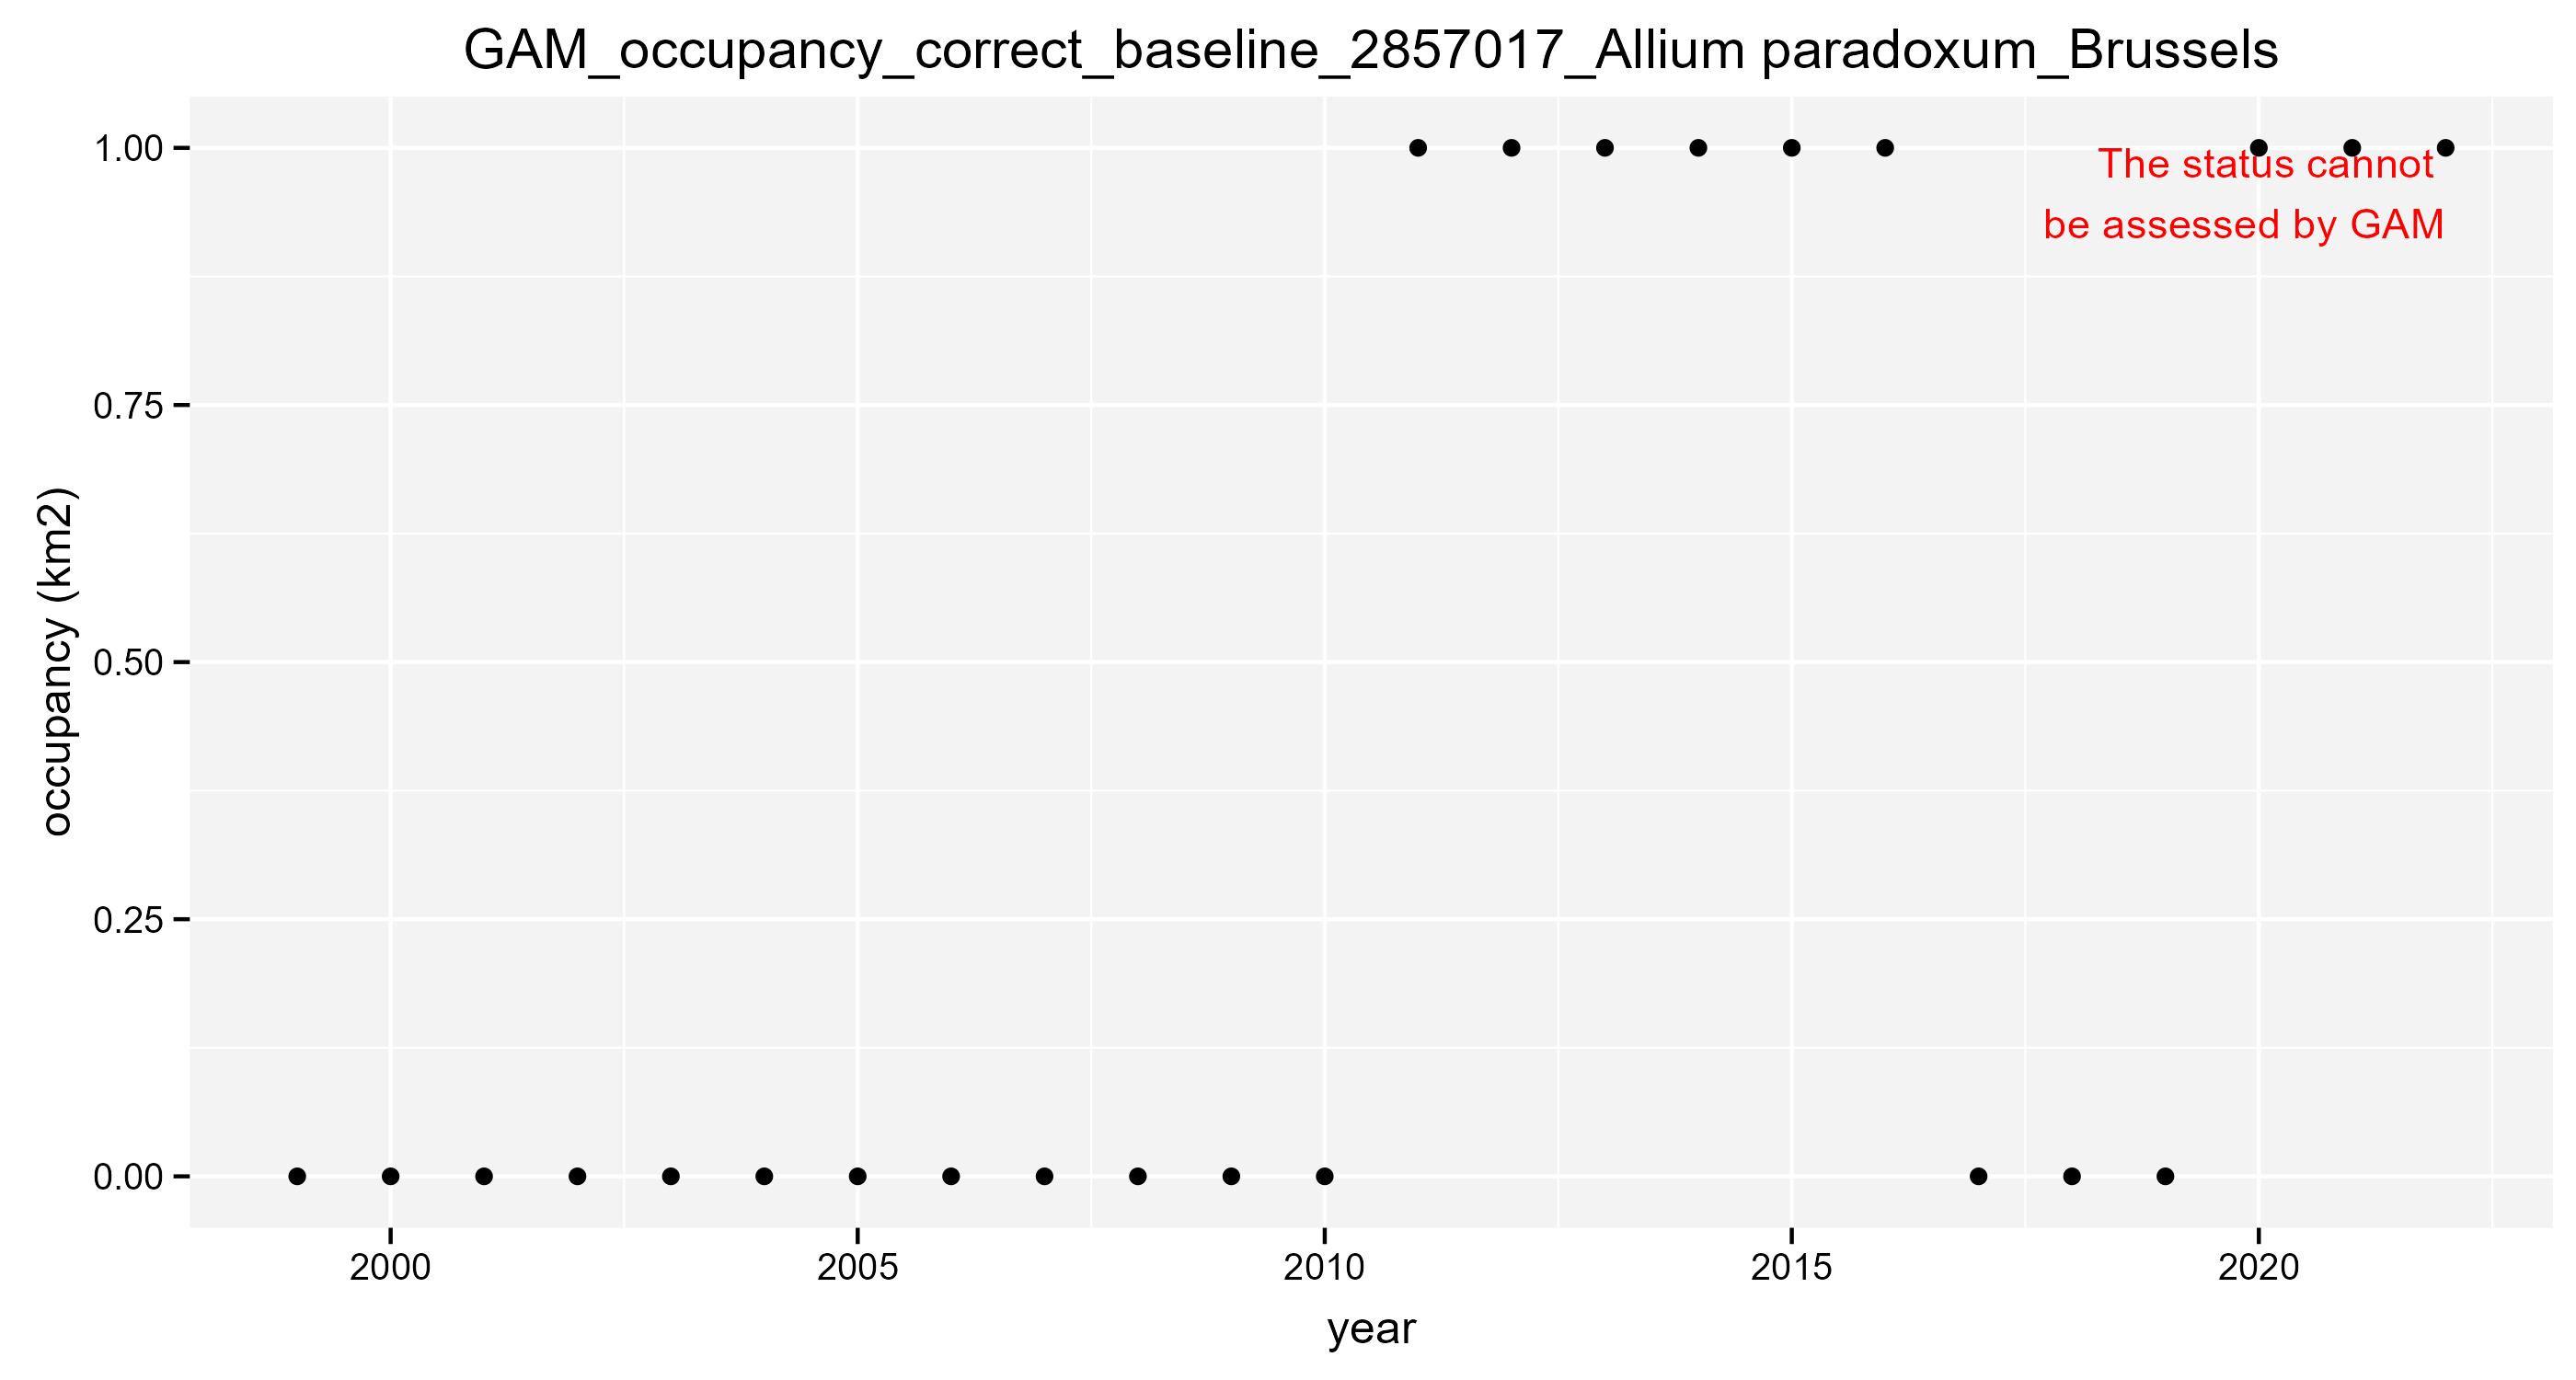 GAM_occupancy_correct_baseline_2857017_Allium paradoxum_Brussels
1.00
The status cannot
be assessed by GAM
0.75
occupancy (km2)
0.50
0.25
0.00
2000 2005 2010 2015 2020
year